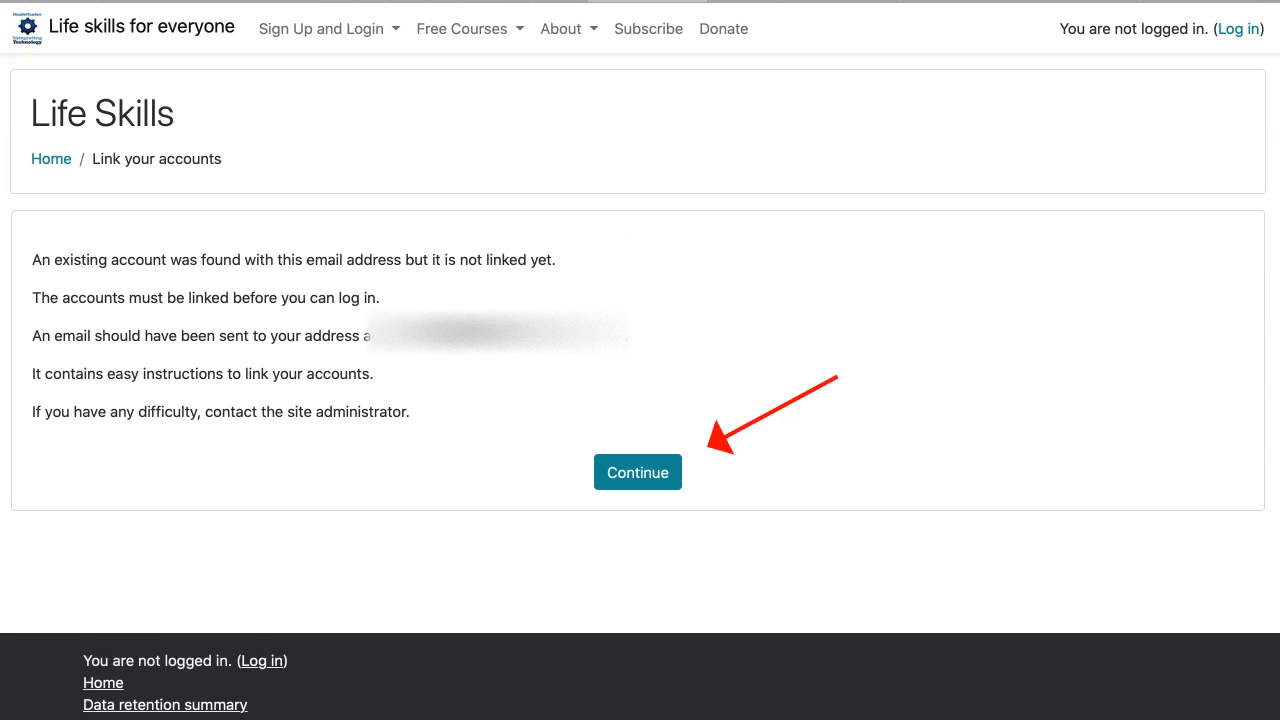 Life skills for everyone Sign Up and Login Free Courses About Subscribe Donate You are not logged in. (Log in)
Life Skills
Home / Link your accounts
An existing account was found with this email address but it is not linked yet.
The accounts must be linked before you can log in.
An email should have been sent to your address
It contains easy instructions to link your accounts.
If you have any difficulty, contact the site administrator.
Continue
You are not logged in. (Log in)
Home
Data retention summary